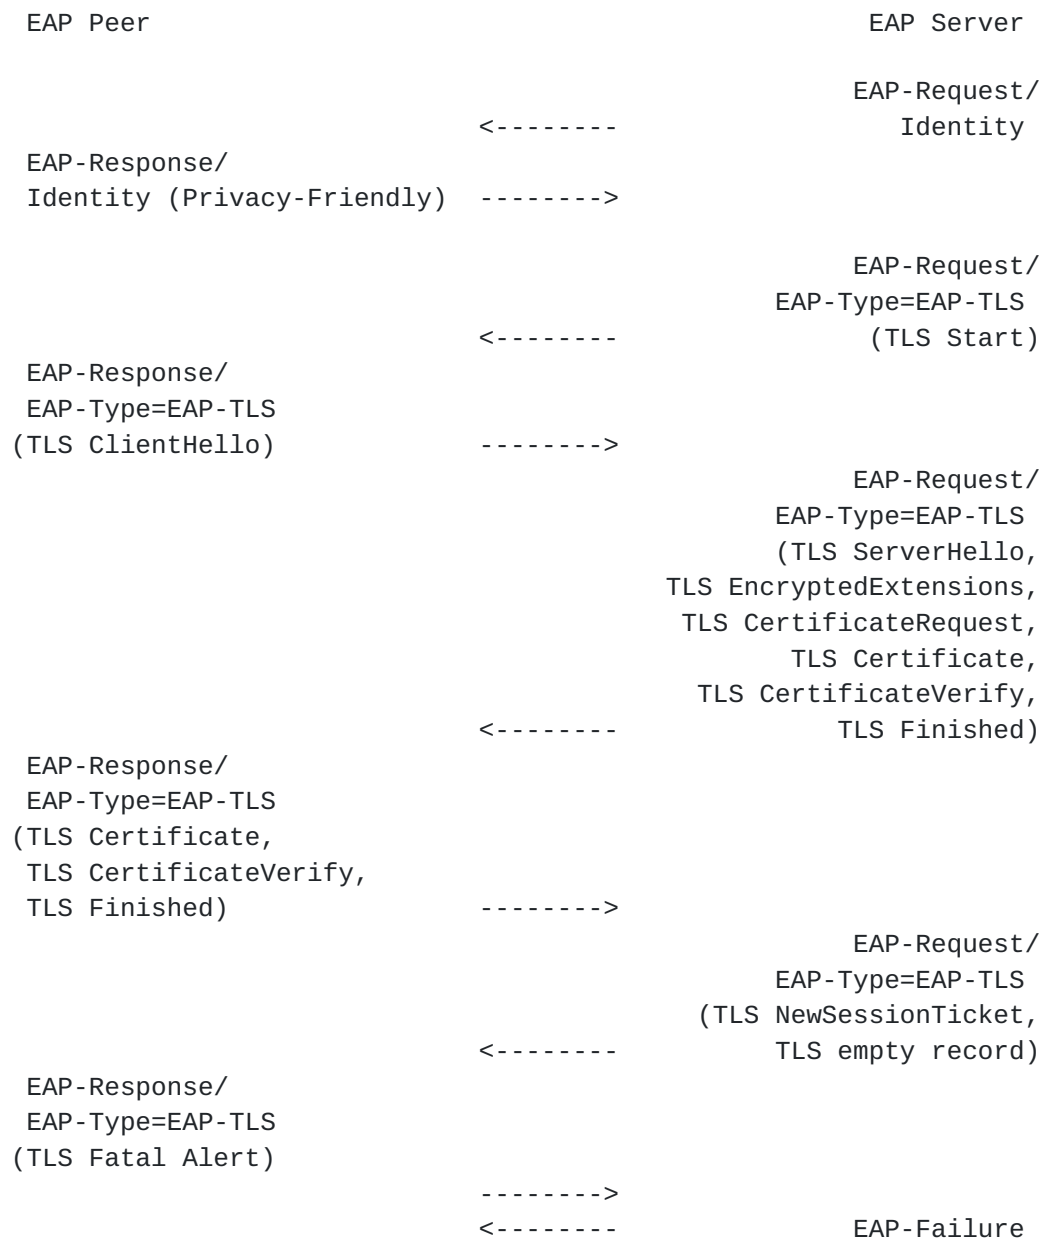 EAP Peer                                              EAP Server

                                                     EAP-Request/
                             <--------                  Identity
EAP-Response/
Identity (Privacy-Friendly)  -------->

                                                     EAP-Request/
                                                EAP-Type=EAP-TLS
                             <--------                (TLS Start)
EAP-Response/
EAP-Type=EAP-TLS
(TLS ClientHello)             -------->
                                                     EAP-Request/
                                                EAP-Type=EAP-TLS
                                                (TLS ServerHello,
                                         TLS EncryptedExtensions,
                                          TLS CertificateRequest,
                                                 TLS Certificate,
                                           TLS CertificateVerify,
                             <--------              TLS Finished)
EAP-Response/
EAP-Type=EAP-TLS
(TLS Certificate,
TLS CertificateVerify,
TLS Finished)                -------->
                                                     EAP-Request/
                                                EAP-Type=EAP-TLS
                                           (TLS NewSessionTicket,
                             <--------          TLS empty record)
EAP-Response/
EAP-Type=EAP-TLS
(TLS Fatal Alert)
                             -------->
                             <--------               EAP-Failure